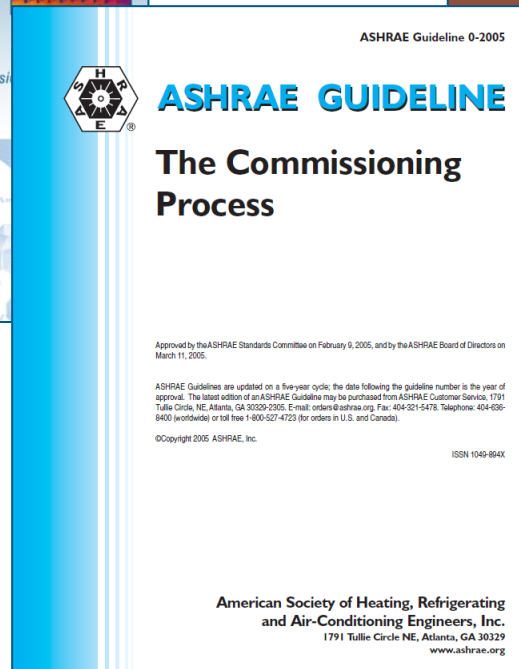 ASHRAE Guideline 0-2005
ASHRAE
®
ASHRAE GUIDELINE
The Commissioning
Process
Approved by the ASHRAE Standards Committee on February 9, 2005, and by the ASHRAE Board of Directors on
March 11, 2005.
ASHRAE Guidelines are updated on a five-year cycle; the date following the guideline number is the year of
approval. The latest edition of an ASHRAE Guideline may be purchased from ASHRAE Customer Service, 1791
Tullie Circle, NE, Atlanta, GA 30329-2305. E-mail: orders@ashrae.org. Fax: 404-321-5478. Telephone: 404-636-
8400 (worldwide) or toll free 1-800-527-4723 (for orders in U.S. and Canada).
©Copyright 2005 ASHRAE, Inc.
ISSN 1049-894X
American Society of Heating, Refrigerating
and Air-Conditioning Engineers, Inc.
1791 Tullie Circle NE, Atlanta, GA 30329
www.ashrae.org